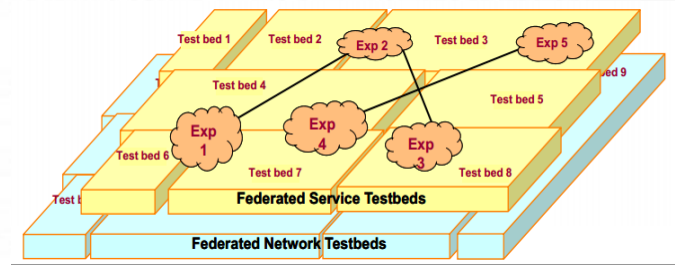 Test bed 1
Test bed 2
Exp 2
Test bed 3
Exp 5
bed 9
Test bed 4
Test bed 5
Exp
1
Exp
4
Exp
3
Test bed 6
Test bed 7
Test bed 8
Test
Federated Service Testbeds
Federated Network Testbeds